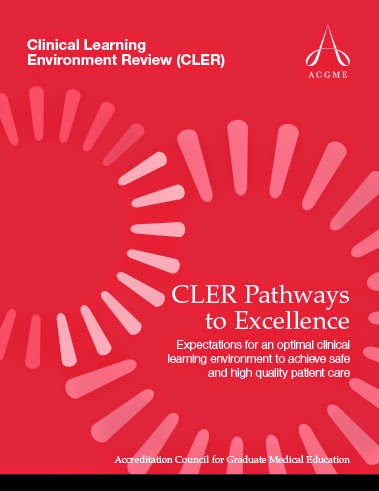 Clinical Learning
Environment Review (CLER)
ACGME
CLER Pathways
to Excellence
Expectations for an optimal clinical
learning environment to achieve safe
and high quality patient care
Accreditation Council for Graduate Medical Education